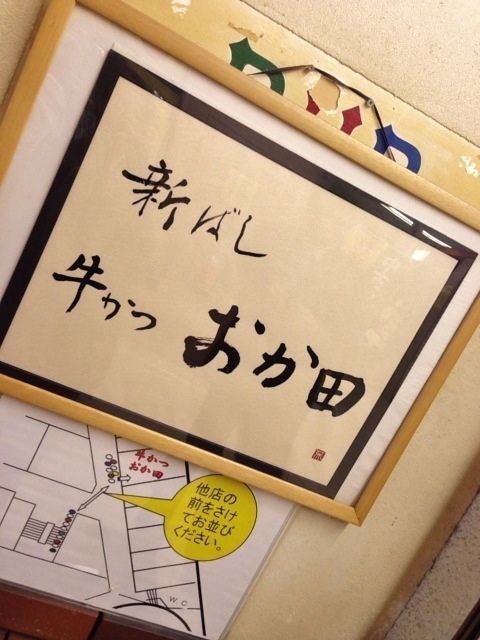 新ばし
牛かつ おか田
牛かつ
おか田
他店の
前をさけ
てお並び
ください。
WC